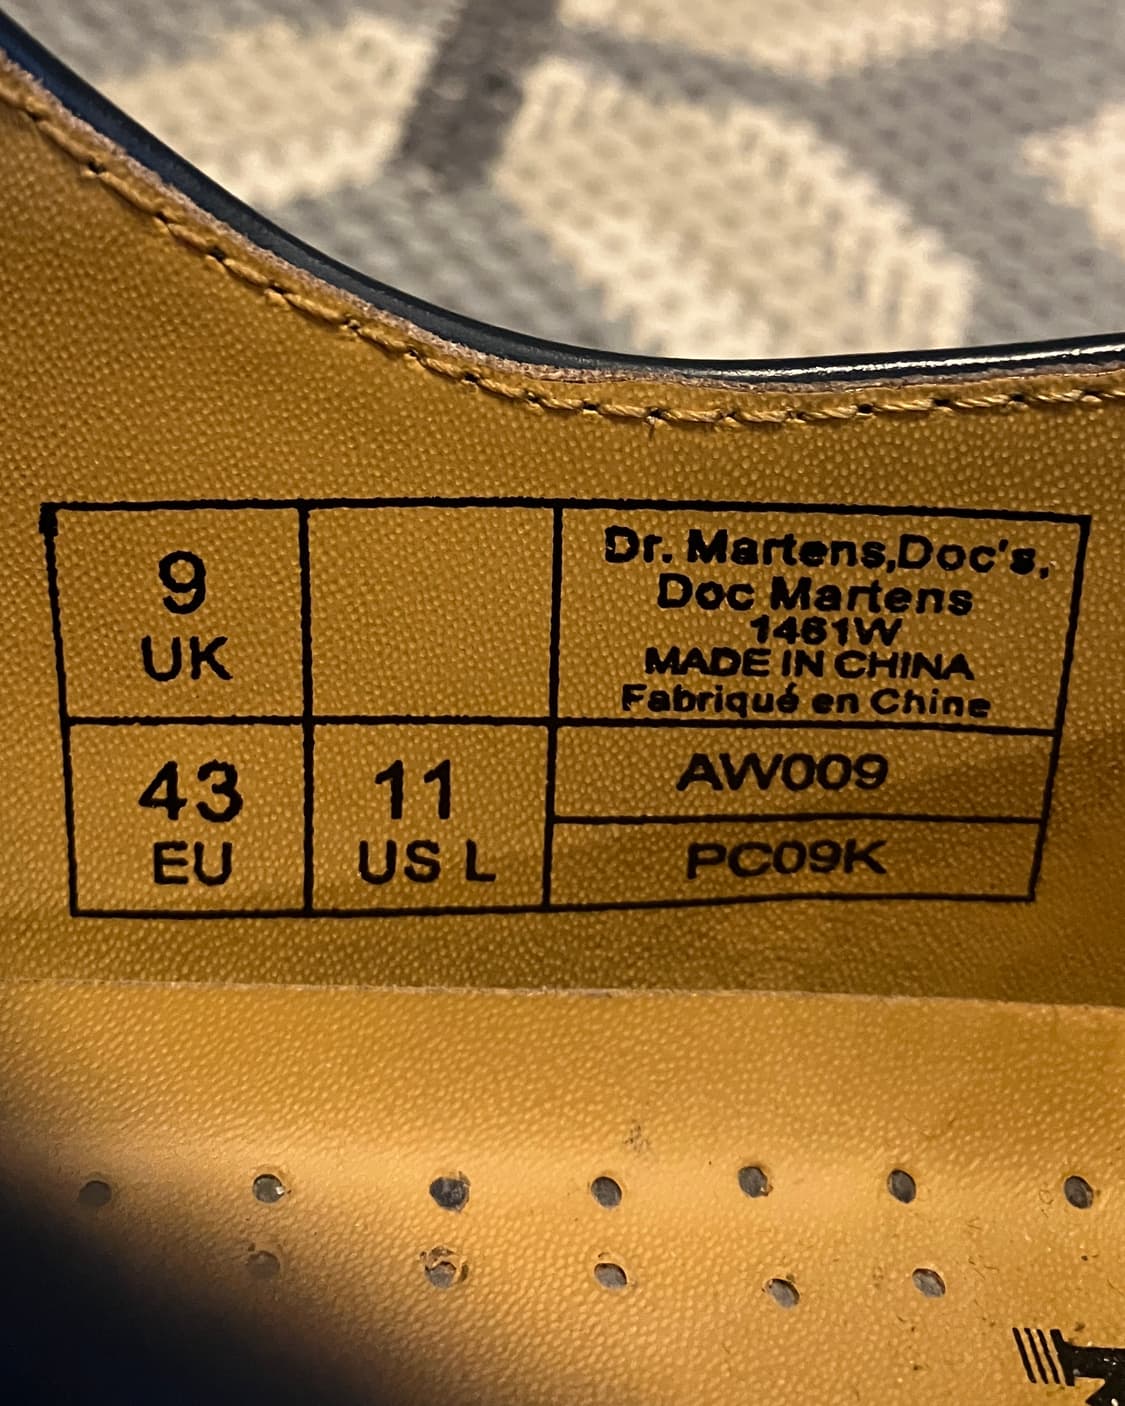 9
UK
Dr. Martens,Doc's,
Doc Martens
1461W
MADE IN CHINA
Fabriqué en Chine
43
EU
11
US L
AW009
PC09K